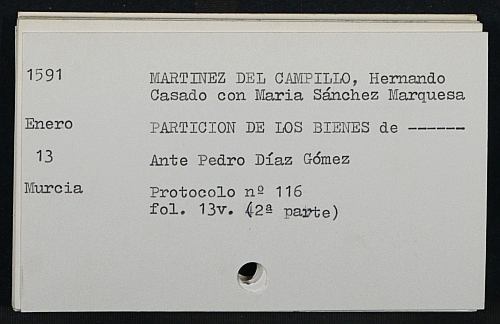 1591 MARTINEZ DEL CAMPILLO, Hernando
Casado con Maria Sánchez Marquesa
Enero PARTICION DE LOS BIENES de ------
13 Ante Pedro Díaz Gómez
Murcia Protocolo nº 116
fol. 13v. (2ª parte)